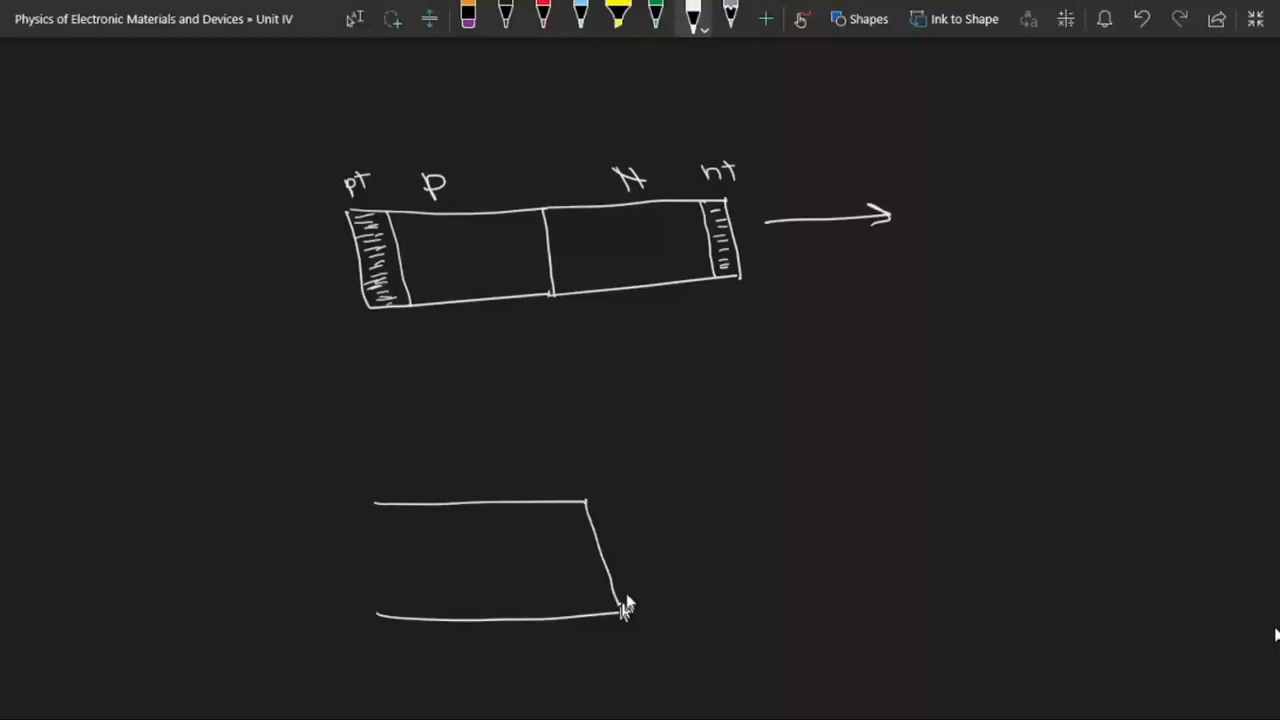 Physics of Electronic Materials and Devices » Unit IV
Shapes
Ink to Shape
p+ P N n+